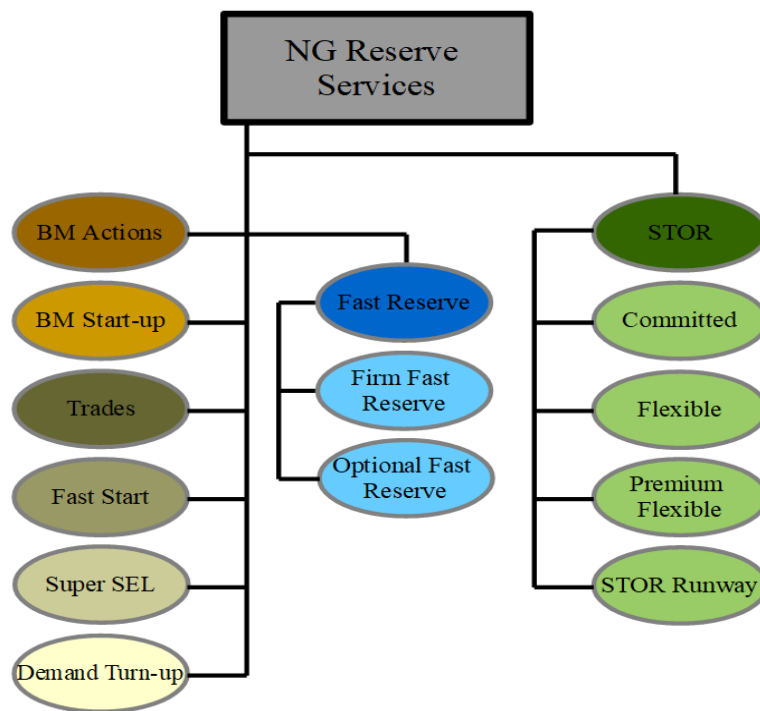 NG Reserve
Services
BM Actions
BM Start-up
Trades
Fast Start
Super SEL
Demand Turn-up
Fast Reserve
Firm Fast
Reserve
Optional Fast
Reserve
STOR
Committed
Flexible
Premium
Flexible
STOR Runway